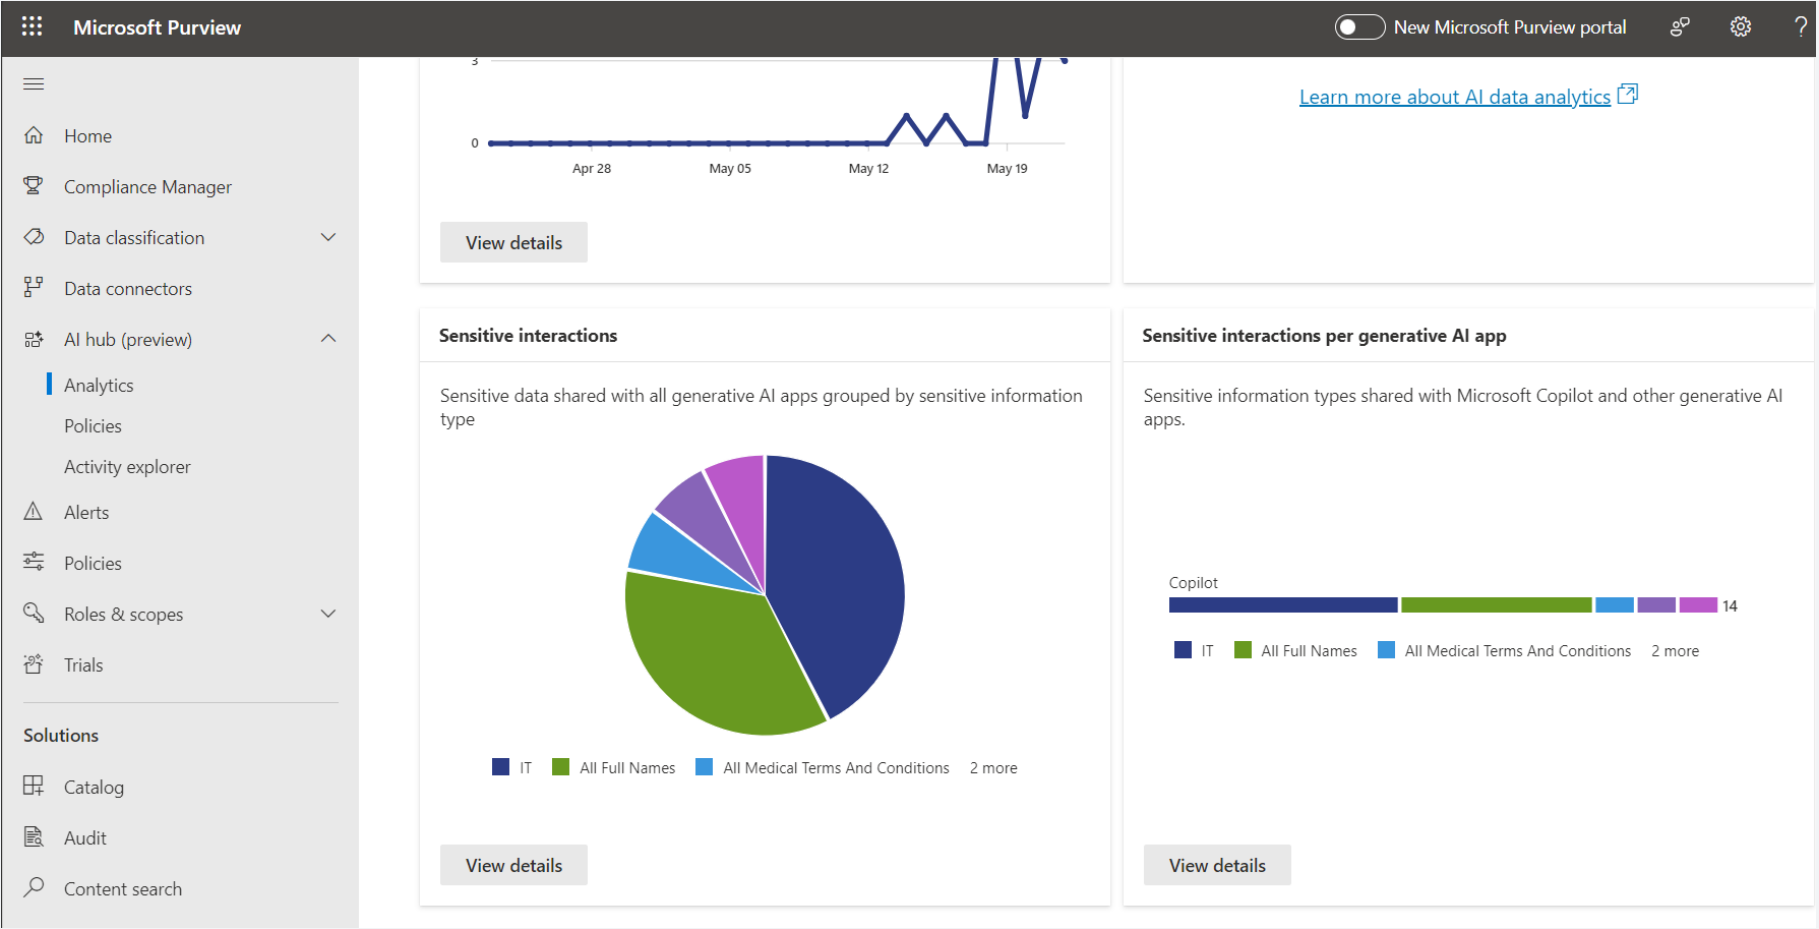 Microsoft Purview
New Microsoft Purview portal
?
Home
Compliance Manager
Data classification
Data connectors
AI hub (preview)
Analytics
Policies
Activity explorer
Alerts
Policies
Roles & scopes
Trials
Solutions
Catalog
Audit
Content search
3
0
Apr 28 May 05 May 12 May 19
View details
Learn more about AI data analytics
Sensitive interactions
Sensitive data shared with all generative AI apps grouped by sensitive information
type
IT All Full Names All Medical Terms And Conditions 2 more
View details
Sensitive interactions per generative AI app
Sensitive information types shared with Microsoft Copilot and other generative AI
apps.
Copilot
14
IT All Full Names All Medical Terms And Conditions 2 more
View details